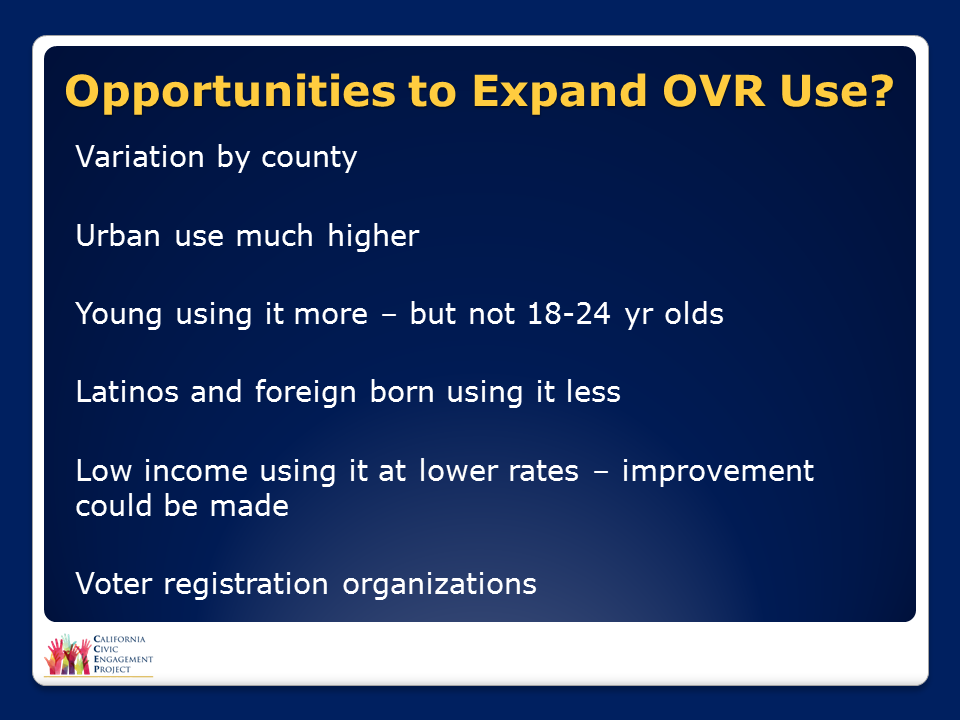 Opportunities to Expand OVR Use?
Variation by county
Urban use much higher
Young using it more – but not 18-24 yr olds
Latinos and foreign born using it less
Low income using it at lower rates – improvement
could be made
Voter registration organizations
CALIFORNIA
CIVIC
ENGAGEMENT
PROJECT